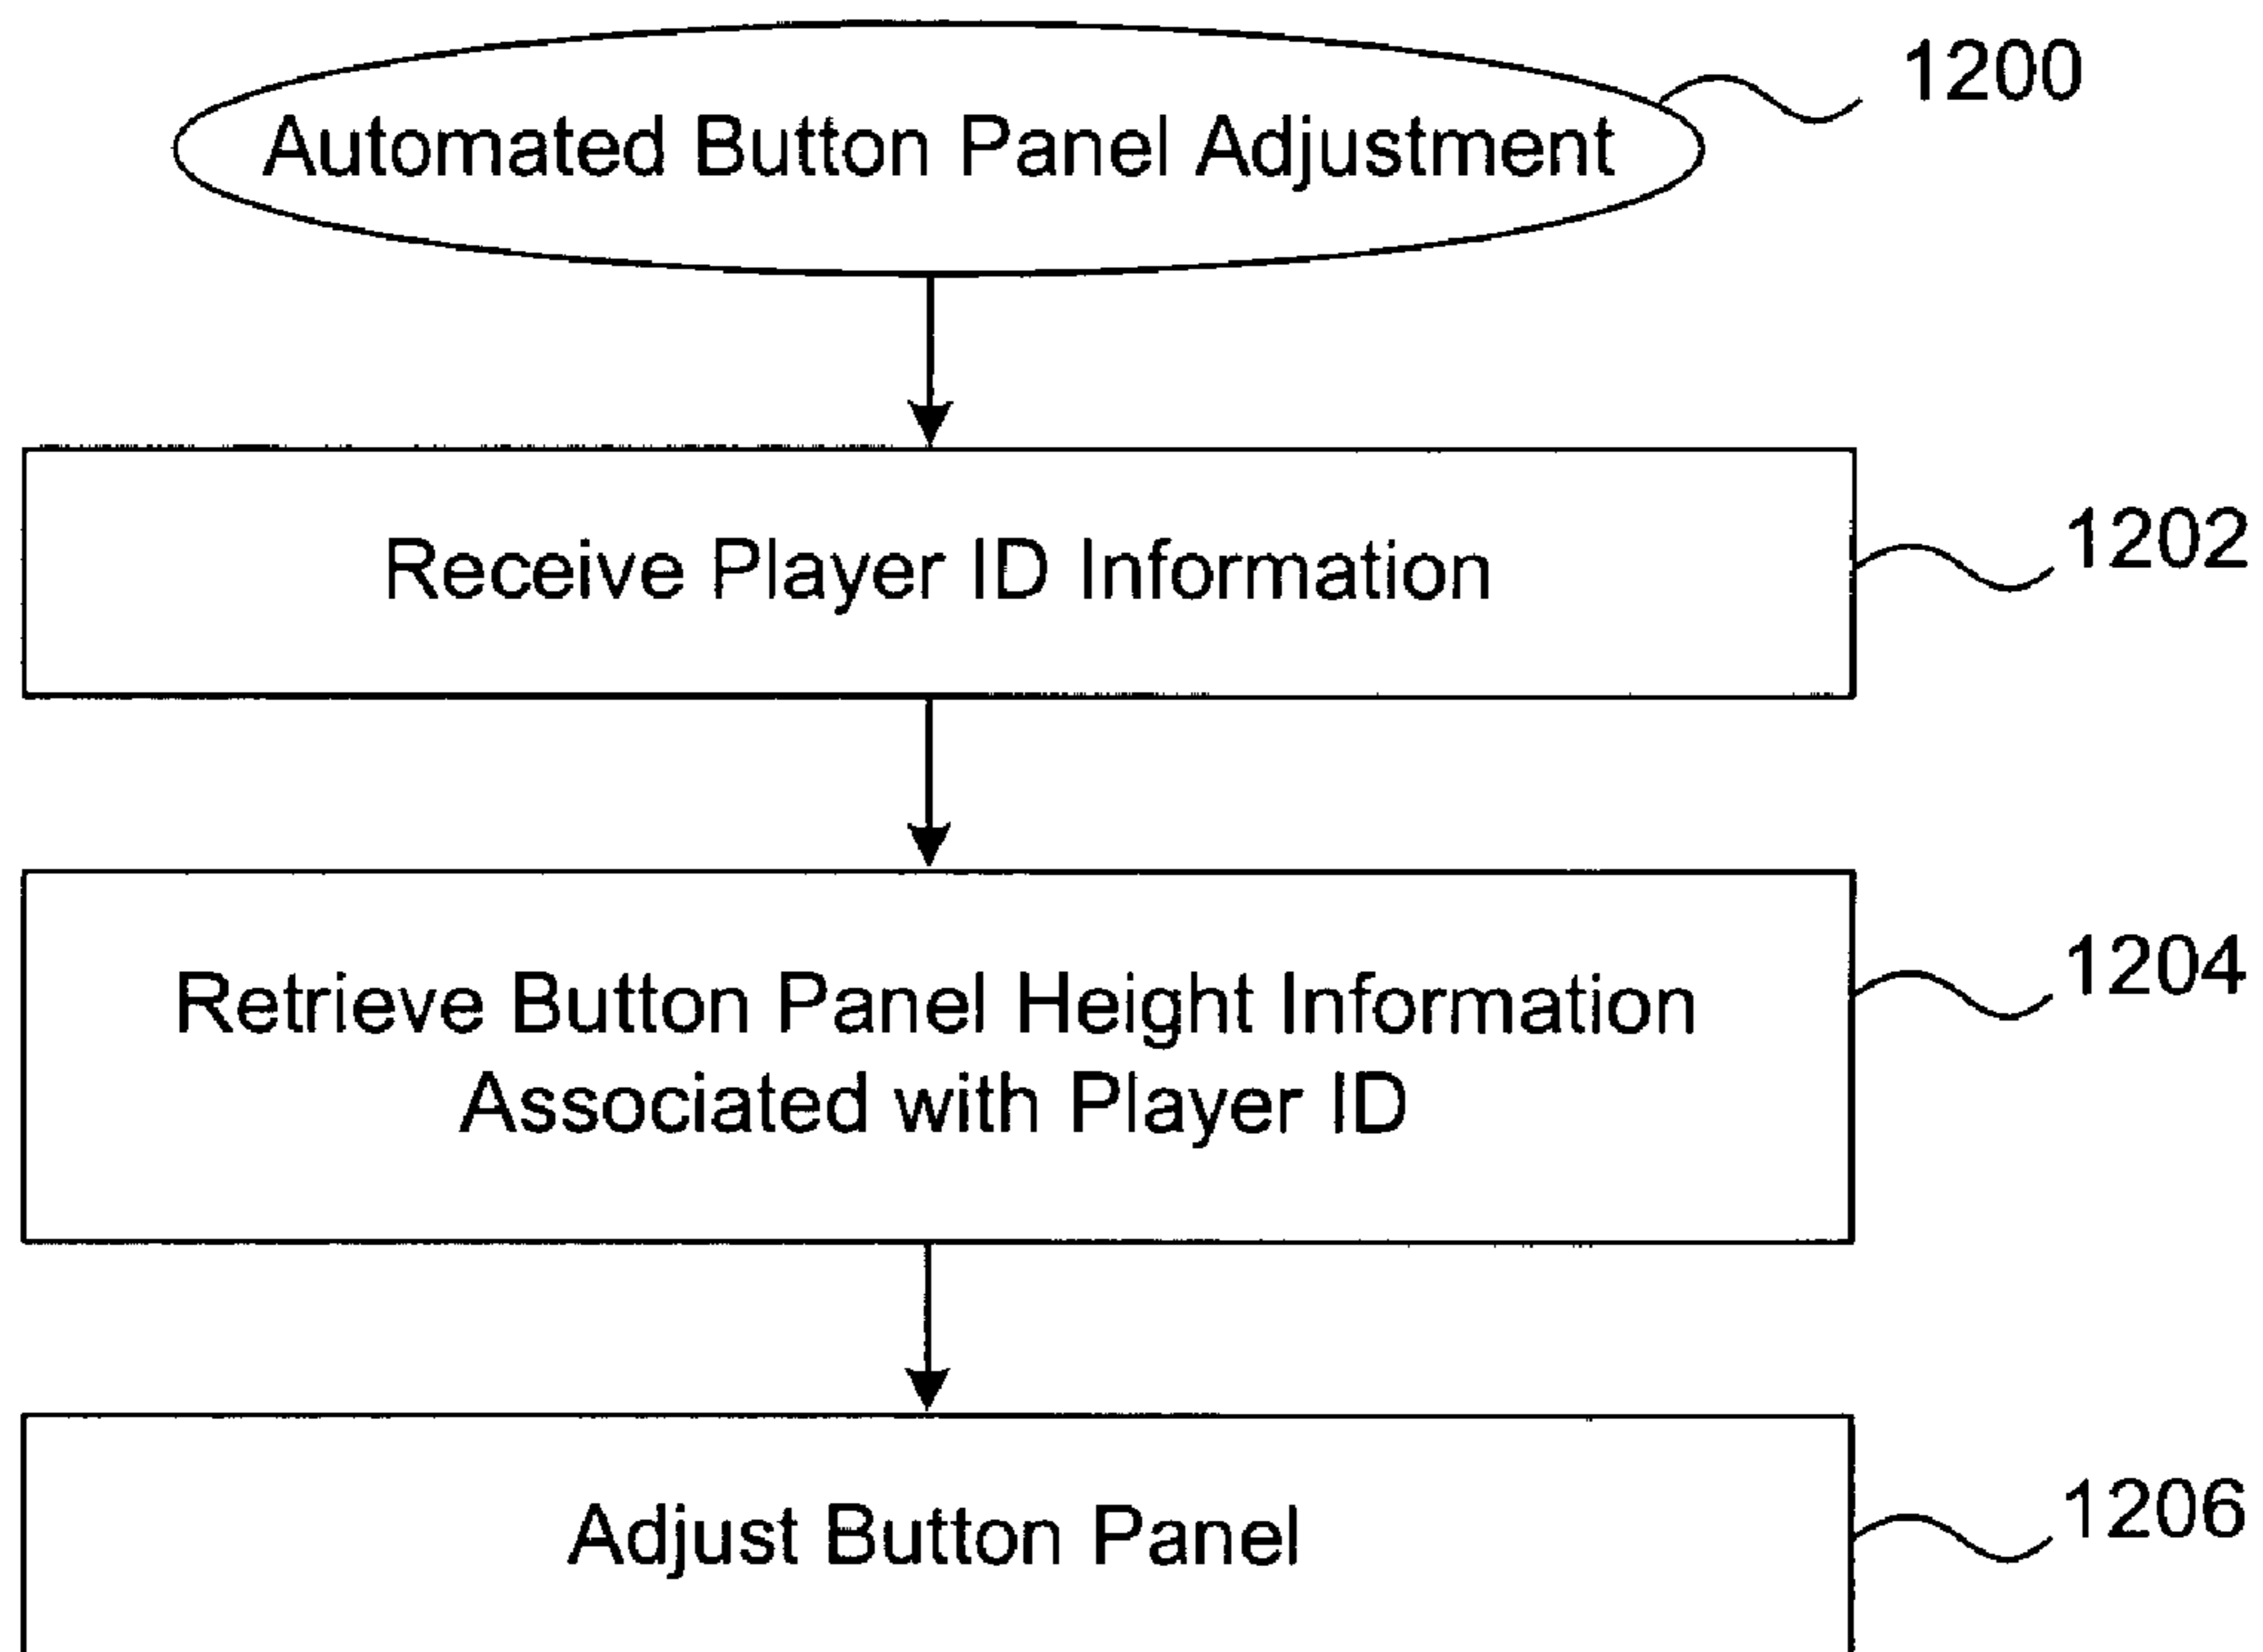 1200
Automated Button Panel Adjustment
Receive Player ID Information
1202
Retrieve Button Panel Height Information
Associated with Player ID
1204
Adjust Button Panel
1206